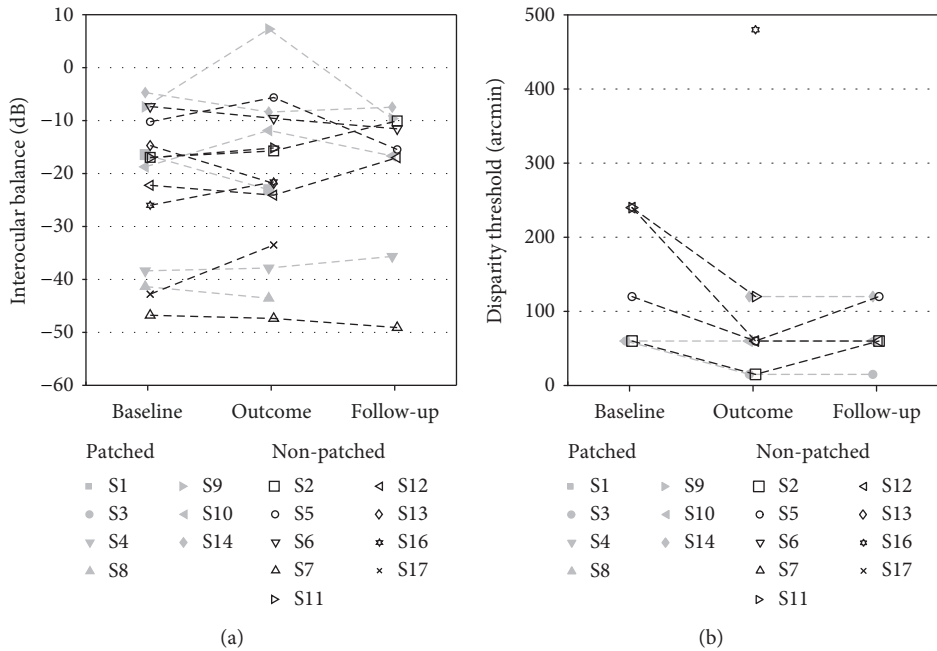 10
0
−10
−20
−30
−40
−50
−60
Interocular balance (dB)
Baseline Outcome Follow-up
Patched Non-patched
S1 S9 S2 S12
S3 S10 S5 S13
S4 S14 S6 S16
S8 S7 S17
S11
(a)
500
400
300
200
100
0
Disparity threshold (arcmin)
Baseline Outcome Follow-up
Patched Non-patched
S1 S9 S2 S12
S3 S10 S5 S13
S4 S14 S6 S16
S8 S7 S17
S11
(b)